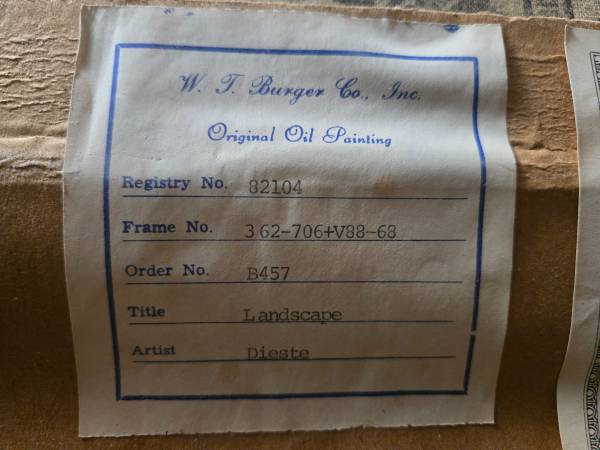 W. T. Burger Co., Inc.
Original Oil Painting
Registry No. 82104
Frame No. 362-706+V88-68
Order No. B457
Title Landscape
Artist Dieste